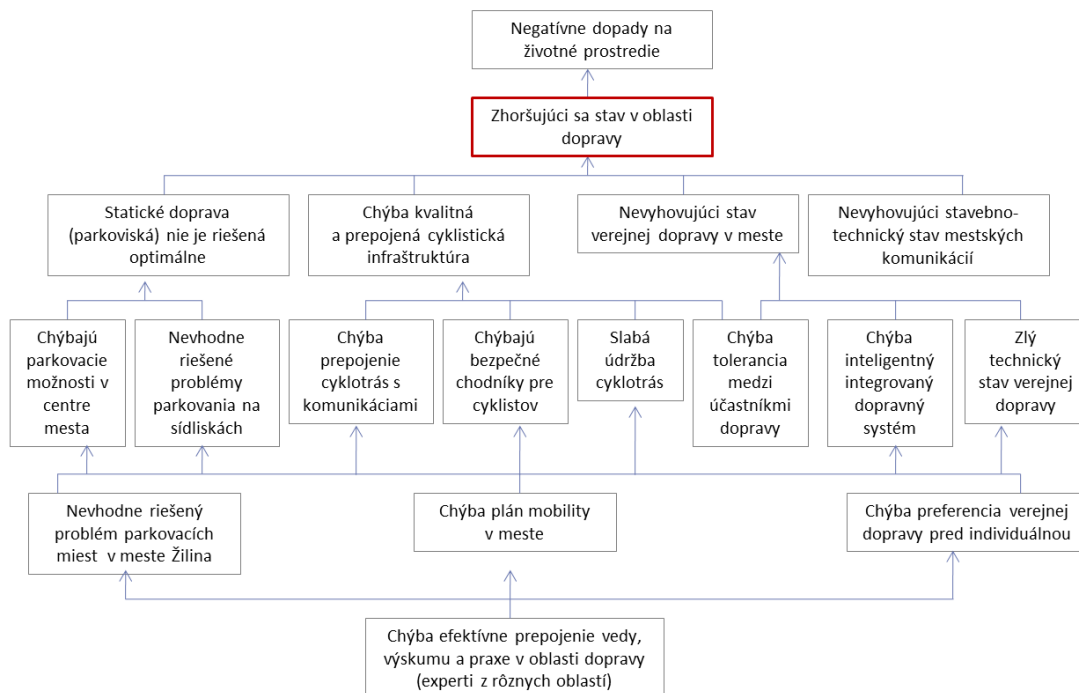 Negatívne dopady na
životné prostredie
Zhoršujúci sa stav v oblasti
dopravy
Statické doprava
(parkoviská) nie je riešená
optimálne
Chýba kvalitná
a prepojená cyklistická
infraštruktúra
Nevyhovujúci stav
verejnej dopravy v meste
Nevyhovujúci stavebno-
technický stav mestských
komunikácií
Chýbajú
parkovacie
možnosti v
centre
mesta
Nevhodne
riešené
problémy
parkovania na
sídliskách
Chýba
prepojenie
cyklotrás s
komunikáciami
Chýbajú
bezpečné
chodníky pre
cyklistov
Slabá
údržba
cyklotrás
Chýba
tolerancia
medzi
účastníkmi
dopravy
Chýba
inteligentný
integrovaný
dopravný
systém
Zlý
technický
stav verejnej
dopravy
Nevhodne riešený
problém parkovacích
miest v meste Žilina
Chýba plán mobility
v meste
Chýba preferencia verejnej
dopravy pred individuálnou
Chýba efektívne prepojenie vedy,
výskumu a praxe v oblasti dopravy
(experti z rôznych oblastí)